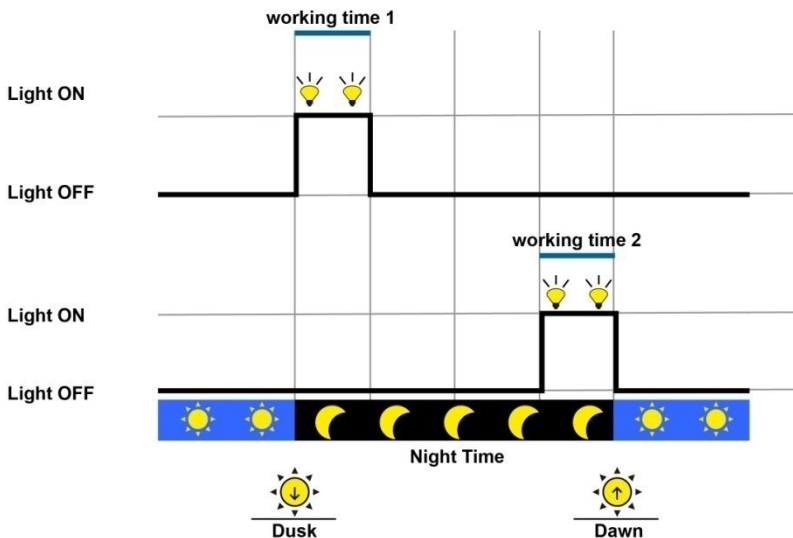 working time 1
Light ON
Light OFF
working time 2
Light ON
Light OFF
Night Time
Dusk
Dawn